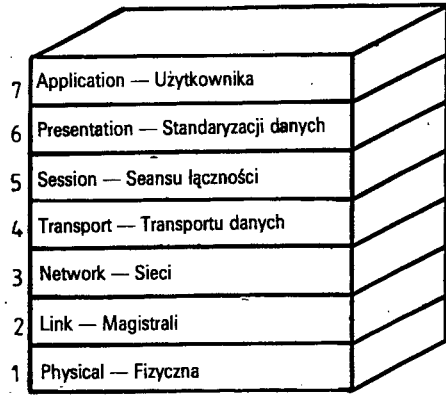 7 Application — Użytkownika
6 Presentation — Standaryzacji danych
5 Session — Seansu łączności
4 Transport — Transportu danych
3 Network — Sieci
2 Link — Magistrali
1 Physical — Fizyczna